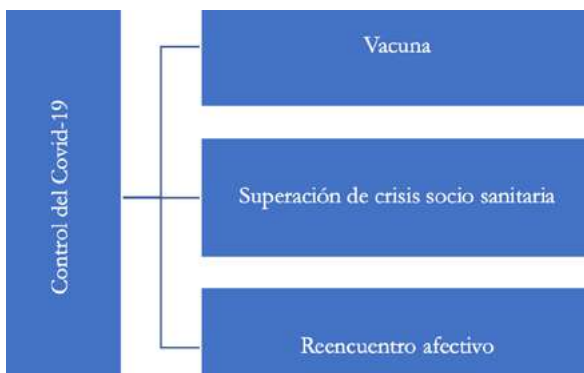 Control del Covid-19
Vacuna
Superación de crisis socio sanitaria
Reencuentro afectivo